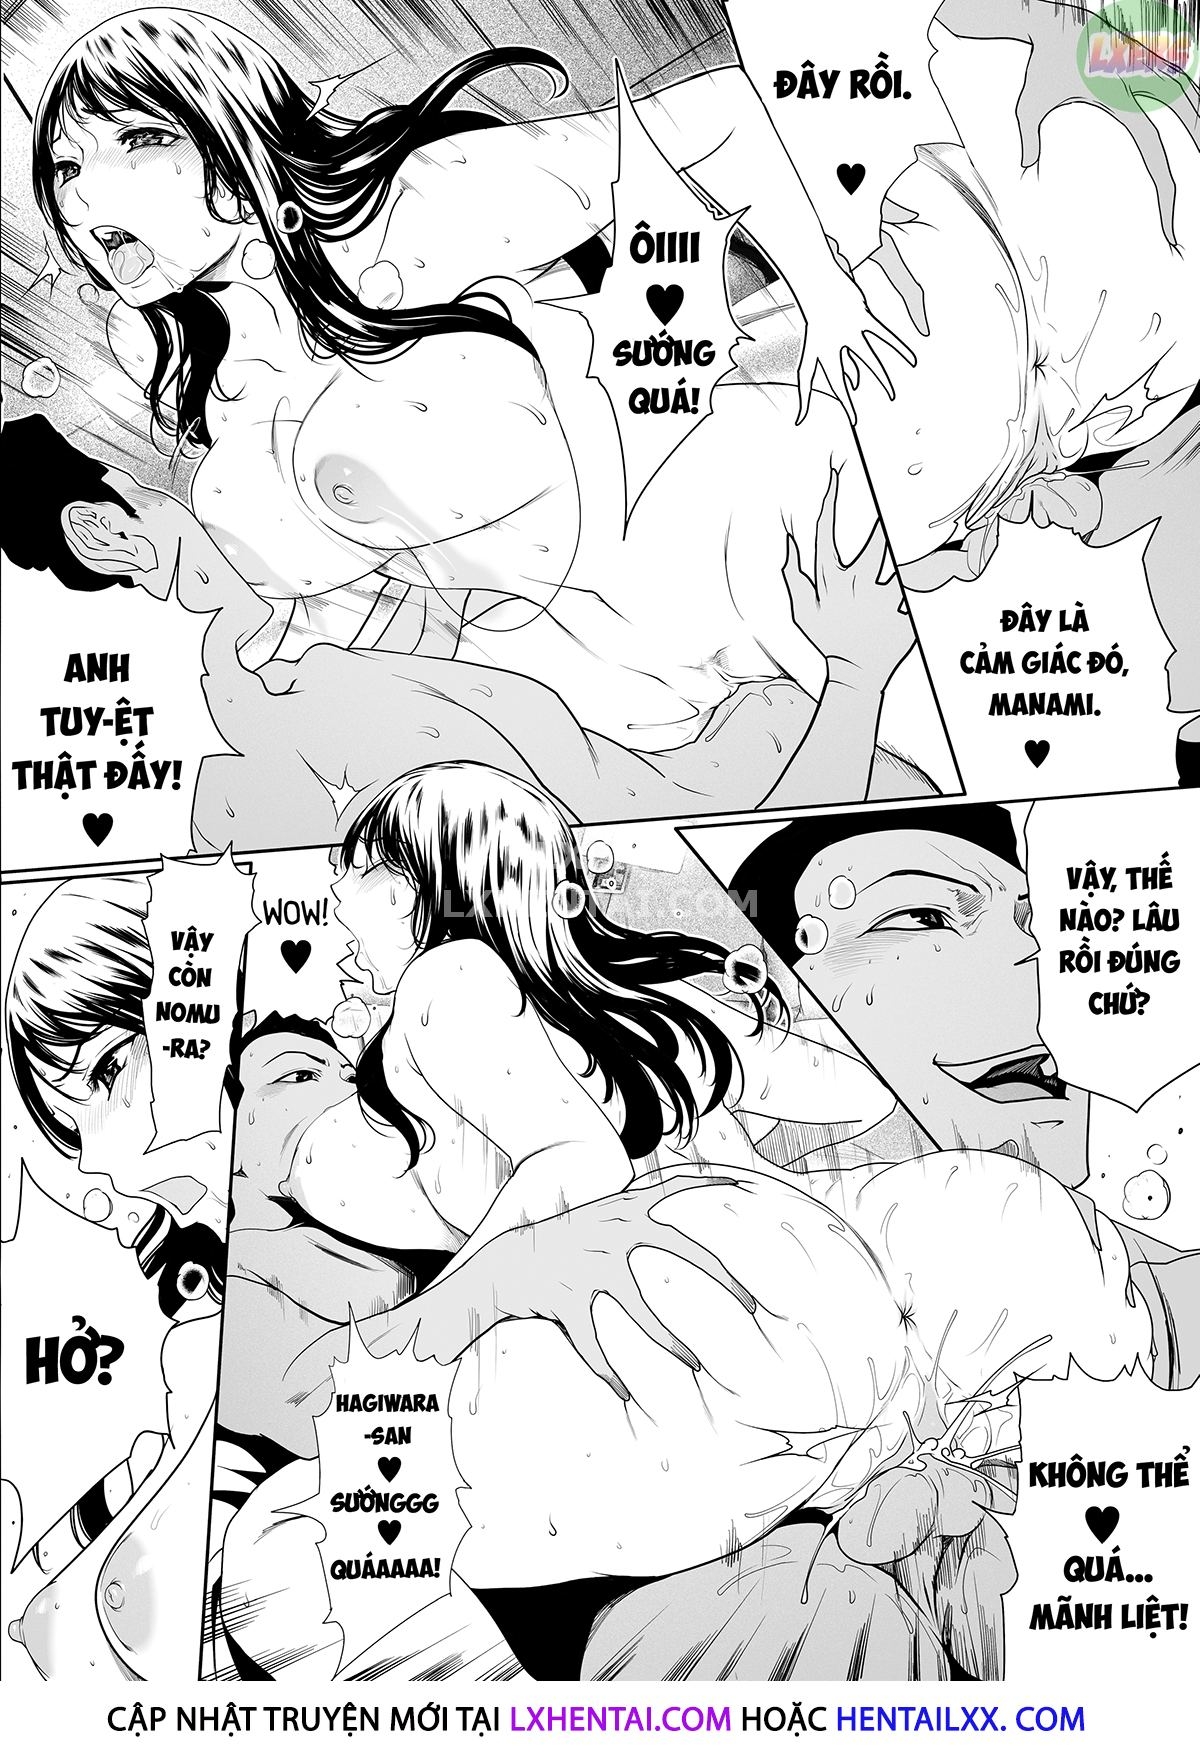 ĐÂY RỒI.
♥
ĐÂY LÀ
CẢM GIÁC ĐÓ,
MANAMI.
♥
ÔIIII
♥
SƯỚNG
QUÁ!
ANH
TUY-ỆT
THẬT ĐẤY!
♥
VẬY, THẾ
NÀO? LÂU
RỒI ĐÚNG
CHỨ?
KHÔNG THỂ
♥
QUÁ...
MÃNH LIỆT!
WOW!
♥
HAGIWARA
-SAN
♥
SƯỚNGGG
♥
QUÁAAAA!
VẬY
CÒN
NOMU
-RA?
HỞ?
LXHENTAI.COM
CẬP NHẬT TRUYỆN MỚI TẠI LXHENTAI.COM HOẶC HENTAILXX. COM